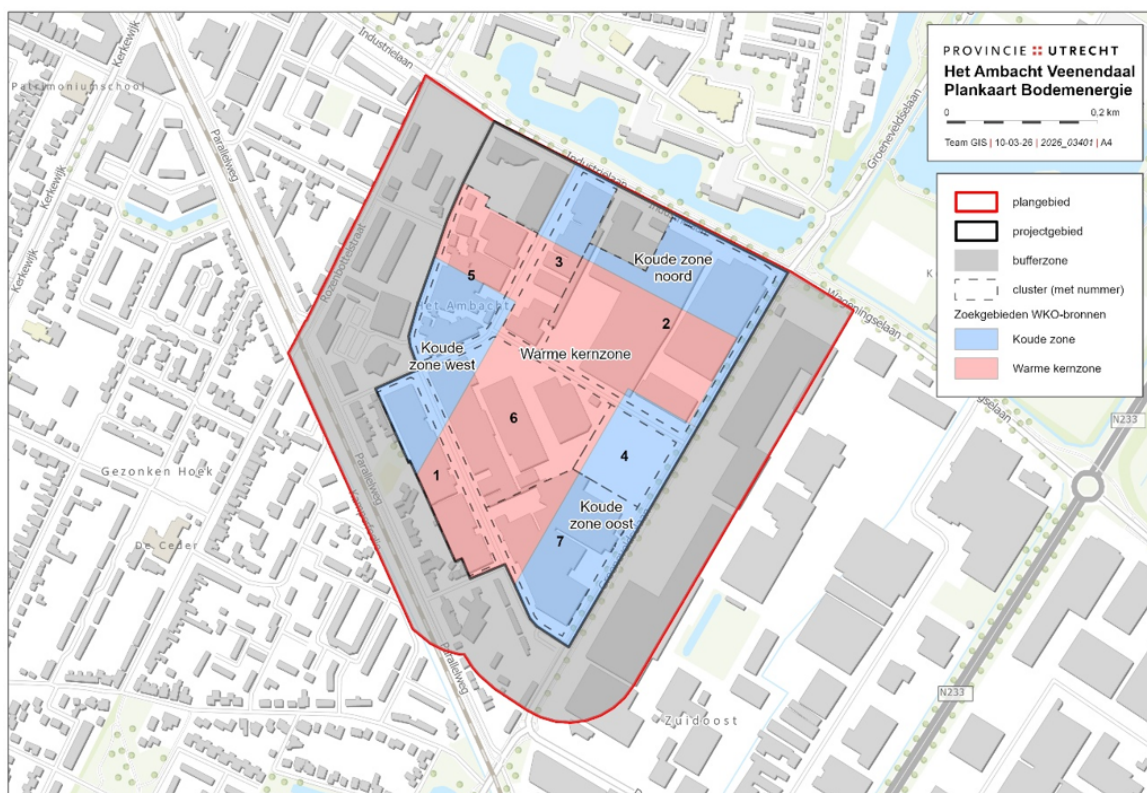 PROVINCIE UTRECHT
Het Ambacht Veenendaal
Plankaart Bodemenergie
0 0,2 km
Team GIS | 10-03-26 | 2026_03401 | A4
plangebied
projectgebied
bufferzone
cluster (met nummer)
Zoekgebieden WKO-bronnen
Koude zone
Warme kernzone
Kerkewijk
Kerkewijk
Kerkewijk
Patrimoniumschool
Parallelweg
Industrielaan
Industrielaan
Groeneveldselaan
Rozenbottelstraat
Wageningselaan
3
Koude zone
noord
5
Het Ambacht
2
Koude
zone west
Warme kernzone
6
N233
4
1
Gezonken Hoek
Parallelweg
Koude
zone oost
7
De Ceder
Parallelweg
N233
Zuidoost